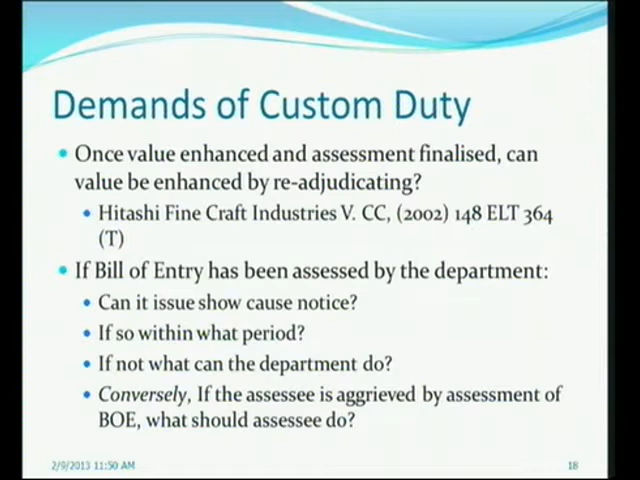 Demands of Custom Duty
Once value enhanced and assessment finalised, can
value be enhanced by re-adjudicating?
Hitashi Fine Craft Industries V. CC, (2002) 148 ELT 364
(T)
If Bill of Entry has been assessed by the department:
Can it issue show cause notice?
If so within what period?
If not what can the department do?
Conversely, If the assessee is aggrieved by assessment of
BOE, what should assessee do?
2/9/2013 11:50 AM
18